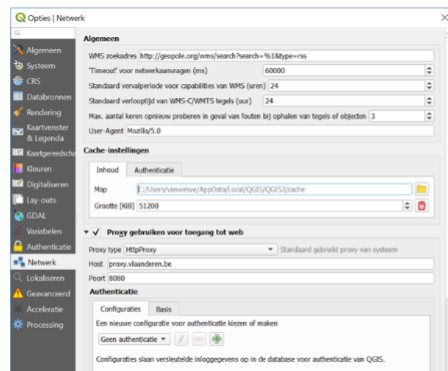 Opties | Netwerk
Algemeen
Systeem
CRS
Databronnen
Rendering
Kaartvenster
& Legenda
Kaartgereedscha
Kleuren
Digitaliseren
Lay-outs
GDAL
Variabelen
Authenticatie
Netwerk
Lokaliseren
Geavanceerd
Acceleratie
Processing
Algemeen
WMS zoekadres http://geopole.org/wms/search?search=%1&type=rss
'Timeout' voor netwerkaanvragen (ms) 60000
Standaard vervalperiode voor capabilities van WMS (uren) 24
Standaard verlooptijd van WMS-C/WMTS tegels (uur) 24
Max. aantal keren opnieuw proberen in geval van fouten bij ophalen van tegels of objecten 3
User-Agent Mozilla/5.0
Cache-instellingen
Inhoud Authenticatie
Map C:/Users/vanwesve/AppData/Local/QGIS/QGIS3/cache
Grootte [KiB] 51200
Proxy gebruiken voor toegang tot web
Proxy type HttpProxy Standaard gebruikt proxy van systeem
Host proxy.vlaanderen.be
Poort 8080
Authenticatie
Configuraties Basis
Een nieuwe configuratie voor authenticatie kiezen of maken
Geen authenticatie
Configuraties slaan versleutelde inloggegevens op in de database voor authenticatie van QGIS.